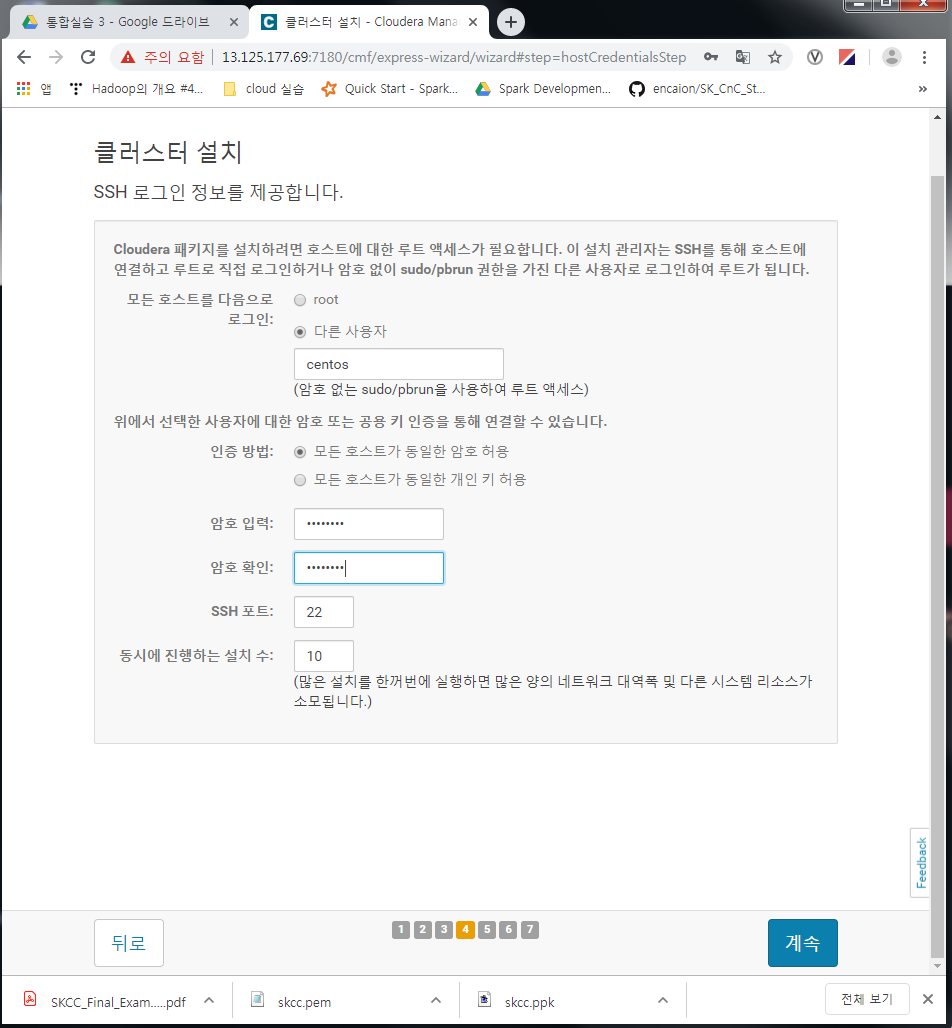 통합실습 3 - Google 드라이브
클러스터 설치 - Cloudera Mana
주의 요함 13.125.177.69:7180/cmf/express-wizard/wizard#step=hostCredentialsStep
앱 Hadoop의 개요 #4... cloud 실습 Quick Start - Spark... Spark Developmen... encaion/SK_CnC_St... »
클러스터 설치
SSH 로그인 정보를 제공합니다.
Cloudera 패키지를 설치하려면 호스트에 대한 루트 액세스가 필요합니다. 이 설치 관리자는 SSH를 통해 호스트에
연결하고 루트로 직접 로그인하거나 암호 없이 sudo/pbrun 권한을 가진 다른 사용자로 로그인하여 루트가 됩니다.
모든 호스트를 다음으로
로그인:
root
다른 사용자
centos
(암호 없는 sudo/pbrun을 사용하여 루트 액세스)
위에서 선택한 사용자에 대한 암호 또는 공용 키 인증을 통해 연결할 수 있습니다.
인증 방법: 모든 호스트가 동일한 암호 허용
모든 호스트가 동일한 개인 키 허용
암호 입력: ••••••••
암호 확인: ••••••••
SSH 포트: 22
동시에 진행하는 설치 수: 10
(많은 설치를 한꺼번에 실행하면 많은 양의 네트워크 대역폭 및 다른 시스템 리소스가
소모됩니다.)
Feedback
뒤로 1 2 3 4 5 6 7 계속
SKCC_Final_Exam.....pdf skcc.pem skcc.ppk 전체 보기